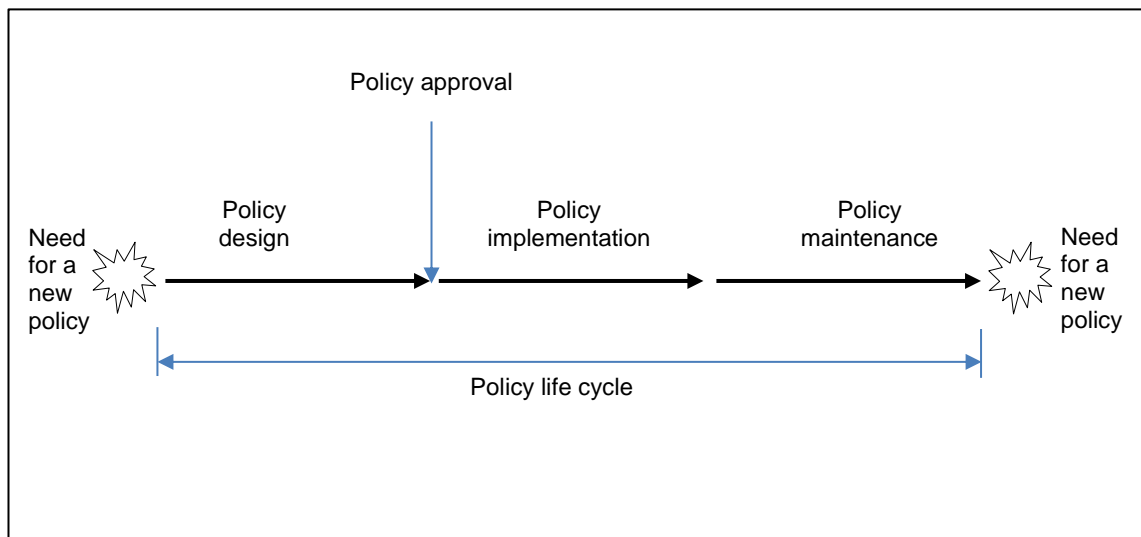 Policy approval
Policy
design
Policy
implementation
Policy
maintenance
Need
for a
new
policy
Need
for a
new
policy
Policy life cycle